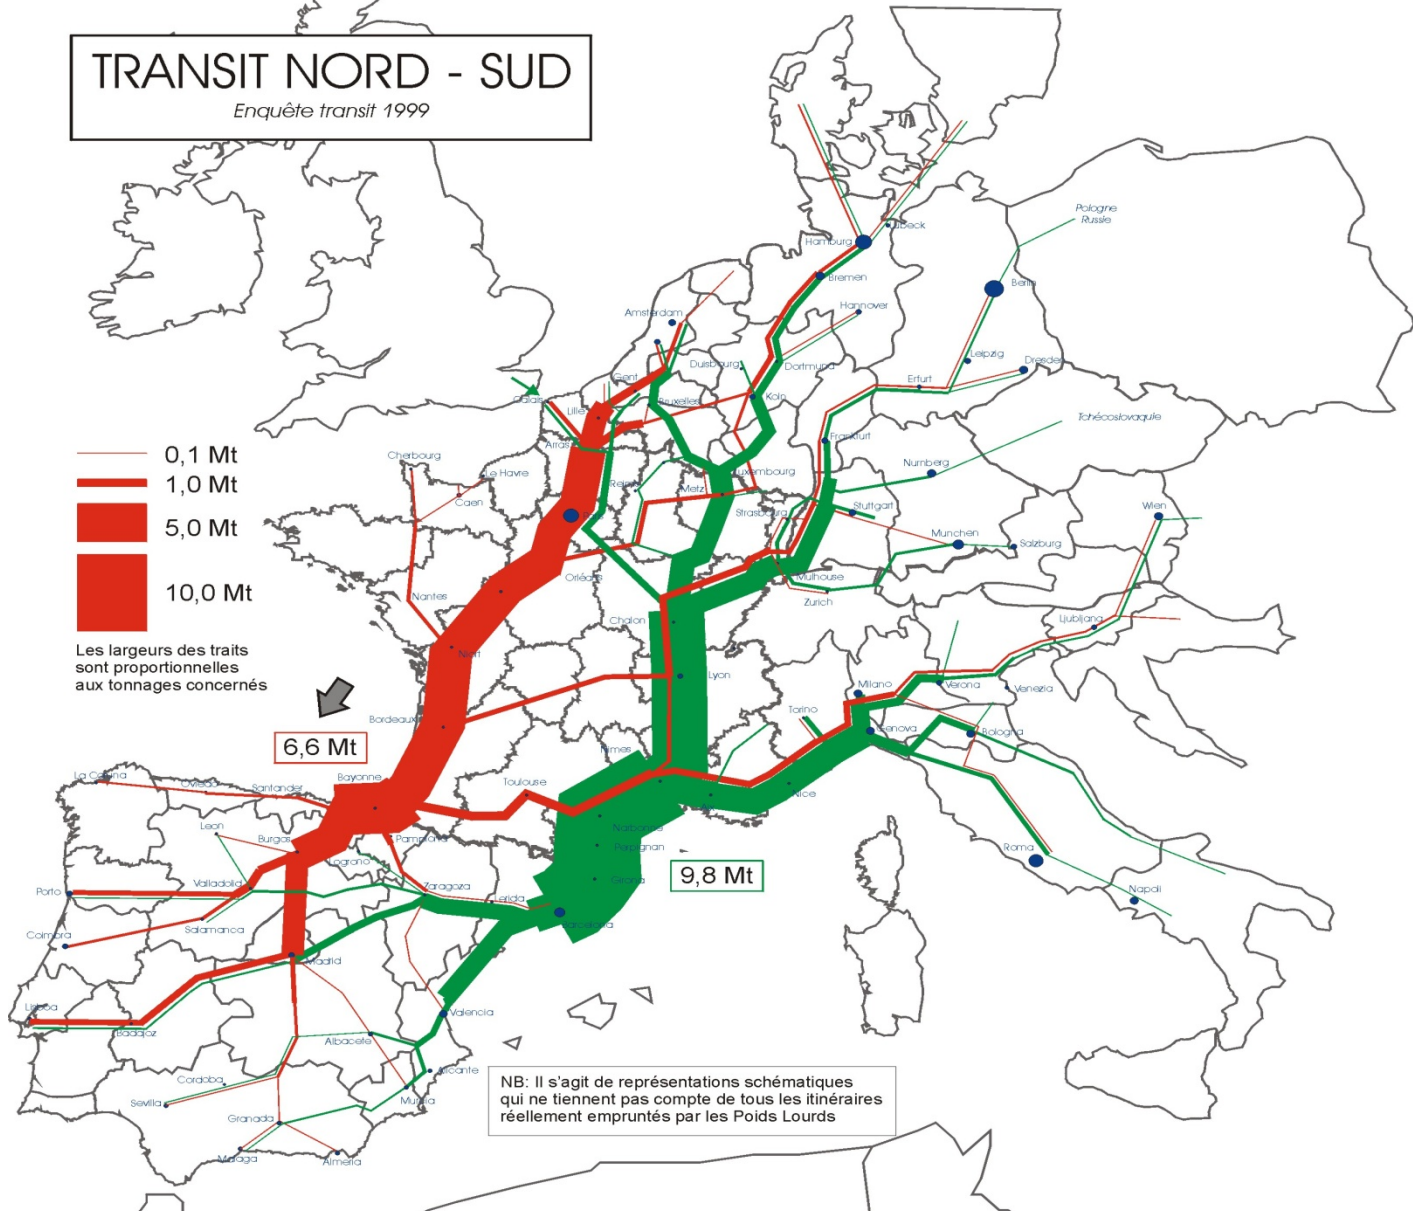 TRANSIT NORD - SUD
Enquête transit 1999
Pologne
Russie
Hamburg
Lubeck
Bremen
Berlin
Hannover
Amsterdam
Duisbourg
Dortmund
Leipzig
Dresden
Erfurt
Gent
Calais
Lille
Bruxelles
Koln
Tchécoslovaquie
0,1 Mt
1,0 Mt
5,0 Mt
10,0 Mt
Les largeurs des traits
sont proportionnelles
aux tonnages concernés
Arras
Frankfurt
Cherbourg
Le Havre
Caen
Nurnberg
Luxembourg
Reims
Metz
Strasbourg
Stuttgart
Wien
Munchen
Salzburg
Orléans
Mulhouse
Zurich
Nantes
Chalon
Ljubljana
Niort
Lyon
Milano
Verona
Venezia
Torino
Bordeaux
Genova
Bologna
6,6 Mt
Nimes
La Coruna
Oviedo
Santander
Bayonne
Toulouse
Aix
Nice
Leon
Burgos
Pampluna
Narbonne
Perpignan
Logrono
Roma
9,8 Mt
Porto
Valladolid
Zaragoza
Lerida
Girona
Napoli
Barcelona
Salamanca
Coimbra
Madrid
Lisboa
Badajoz
Valencia
Albacete
Alicante
Cordoba
Sevilla
Murcia
Granada
Malaga
Almeria
NB: Il s'agit de représentations schématiques
qui ne tiennent pas compte de tous les itinéraires
réellement empruntés par les Poids Lourds